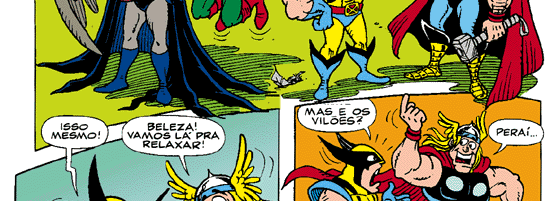 ISSO
MESMO!
BELEZA!
VAMOS LÁ PRA
RELAXAR!
MAS E OS
VILÕES?
PERAÍ...